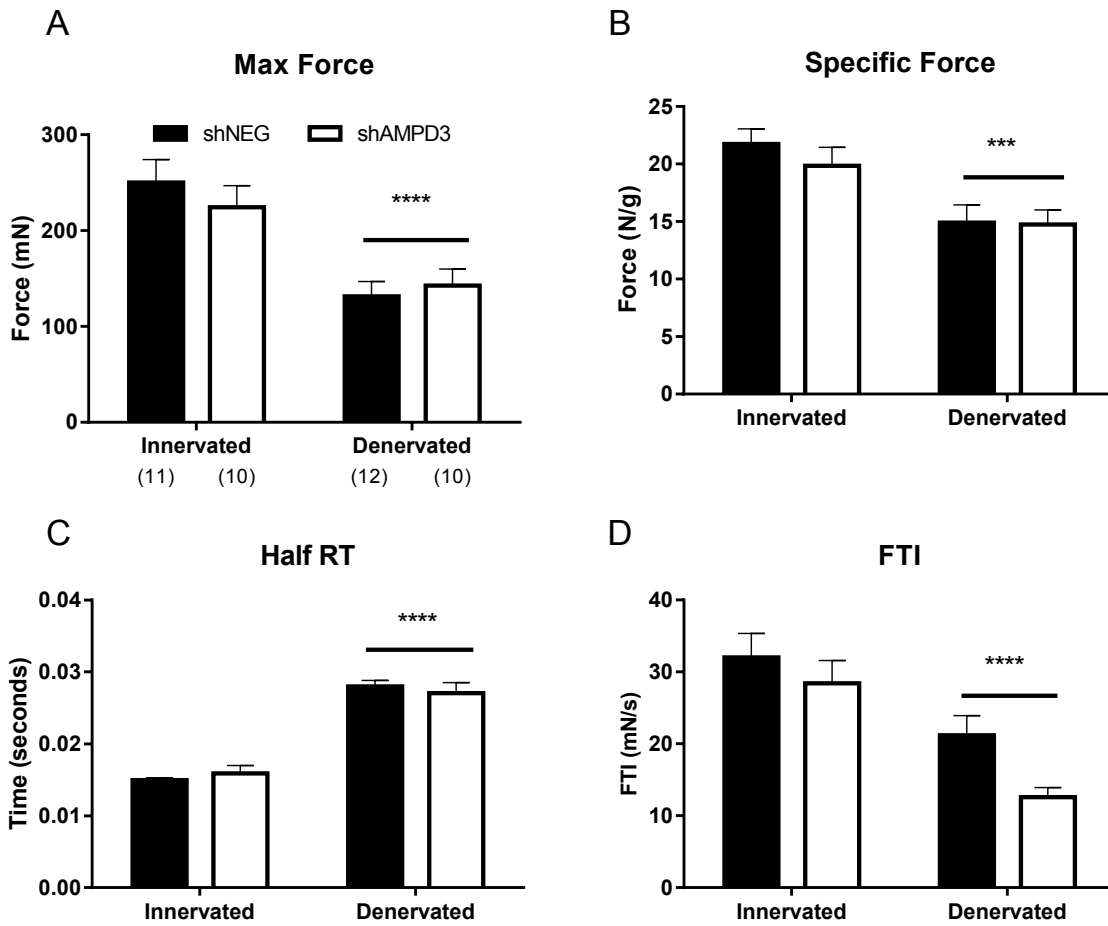 A
Max Force
300
200
100
0
Force (mN)
shNEG
shAMPD3
****
Innervated
Denervated
(11)
(10)
(12)
(10)
B
Specific Force
25
20
15
10
5
0
Force (N/g)
***
Innervated
Denervated
C
Half RT
0.04
0.03
0.02
0.01
0.00
Time (seconds)
****
Innervated
Denervated
D
FTI
40
30
20
10
0
FTI (mN/s)
****
Innervated
Denervated